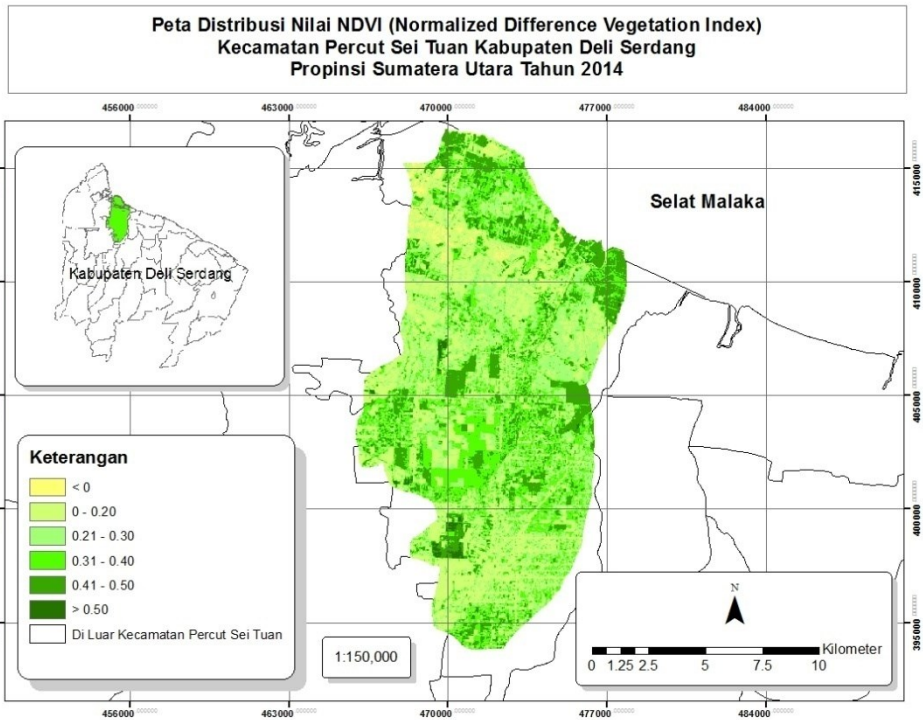 Peta Distribusi Nilai NDVI (Normalized Difference Vegetation Index)
Kecamatan Percut Sei Tuan Kabupaten Deli Serdang
Propinsi Sumatera Utara Tahun 2014
456000 463000 470000 477000 484000
415000
Selat Malaka
Kabupaten Deli Serdang
410000
405000
Keterangan
< 0
0 - 0.20
0.21 - 0.30
0.31 - 0.40
0.41 - 0.50
> 0.50
Di Luar Kecamatan Percut Sei Tuan
400000
1:150,000
N
Kilometer
0 1.25 2.5 5 7.5 10
395000
456000 463000 470000 477000 484000